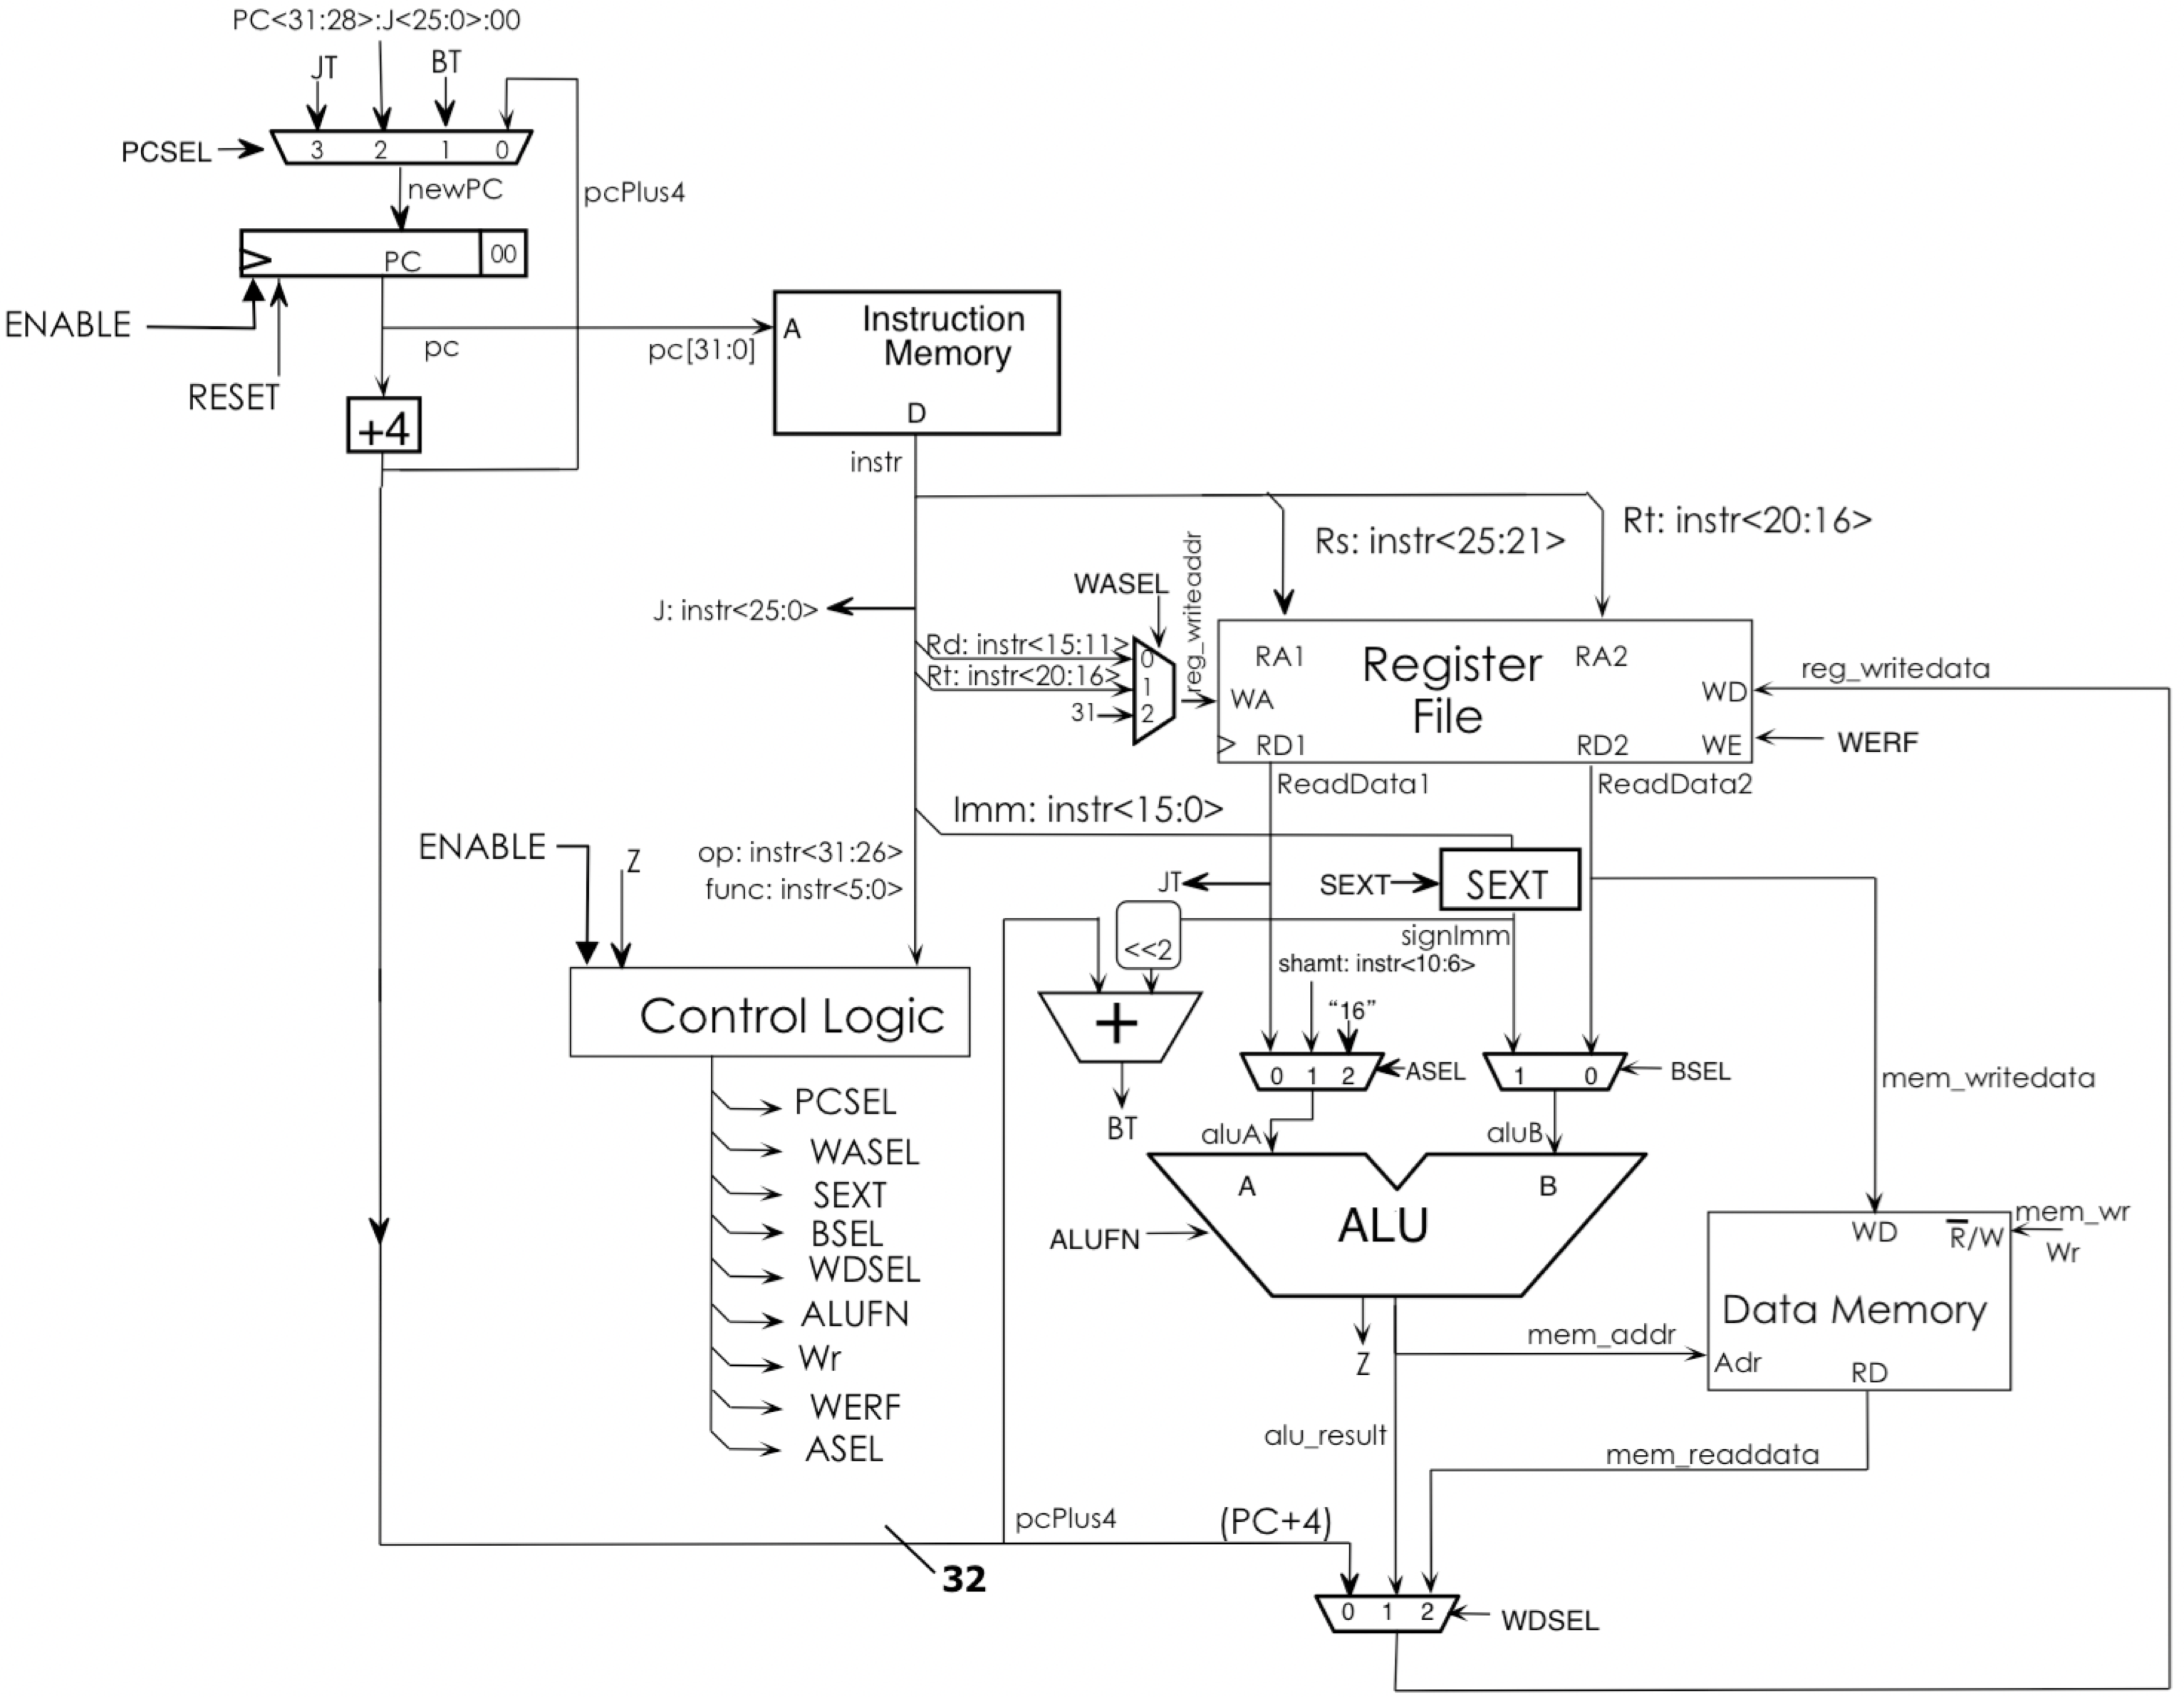 PC<31:28>:J<25:0>:00
JT
BT
PCSEL
3 2 1 0
newPC
pcPlus4
PC
00
ENABLE
RESET
pc
pc[31:0]
A
Instruction
Memory
D
+4
instr
Rs: instr<25:21>
Rt: instr<20:16>
WASEL
reg_writeaddr
J: instr<25:0>
Rd: instr<15:11>
Rt: instr<20:16>
31
0
1
2
RA1
RA2
Register
File
WA
WD
reg_writedata
RD1
RD2
WE
WERF
ReadData1
ReadData2
Imm: instr<15:0>
ENABLE
Z
op: instr<31:26>
func: instr<5:0>
JT
SEXT
SEXT
<<2
signImm
shamt: instr<10:6>
"16"
Control Logic
+
BT
0 1 2
ASEL
1 0
BSEL
mem_writedata
aluA
aluB
A
B
ALU
ALUFN
PCSEL
WASEL
SEXT
BSEL
WDSEL
ALUFN
Wr
WERF
ASEL
WD
R/W
mem_wr
Wr
Data Memory
Adr
RD
mem_addr
Z
alu_result
mem_readdata
pcPlus4
(PC+4)
32
0 1 2
WDSEL